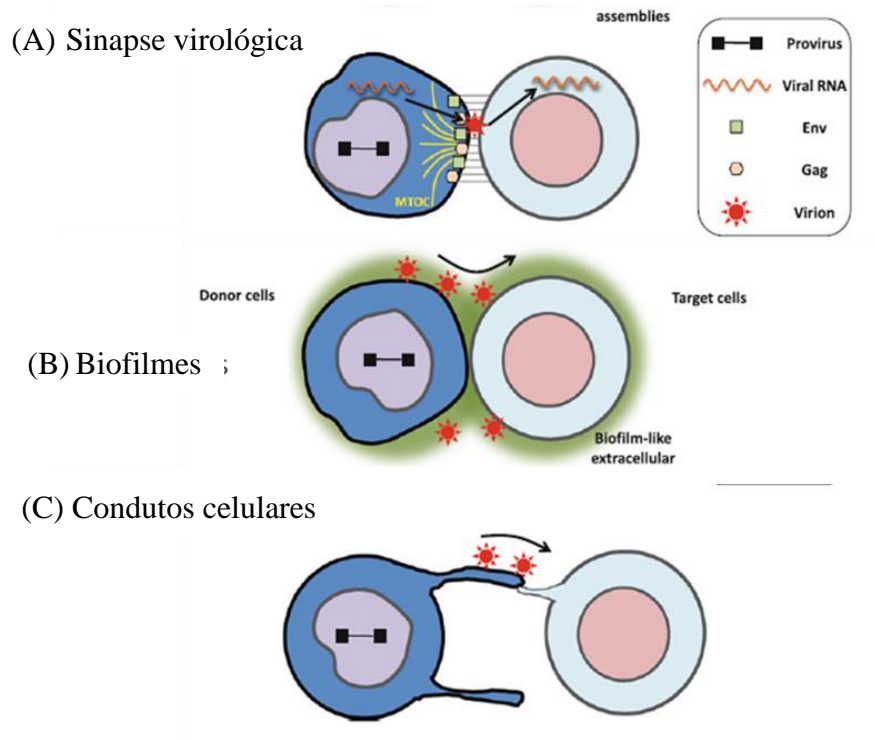 assemblies
(A) Sinapse virológica
Provirus
Viral RNA
Env
Gag
Virion
MTOC
Donor cells
Target cells
(B) Biofilmes s
Biofilm-like
extracellular
(C) Condutos celulares